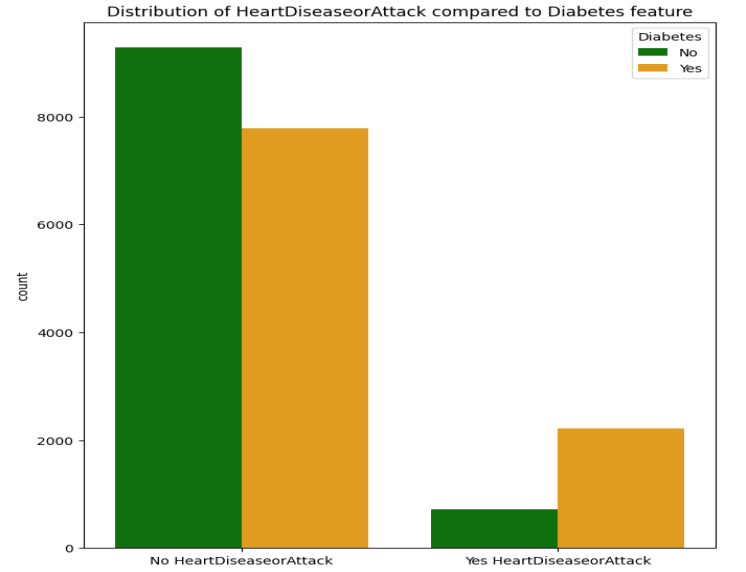 Distribution of HeartDiseaseorAttack compared to Diabetes feature
Diabetes
No
Yes
8000
6000
4000
2000
0
count
No HeartDiseaseorAttack
Yes HeartDiseaseorAttack